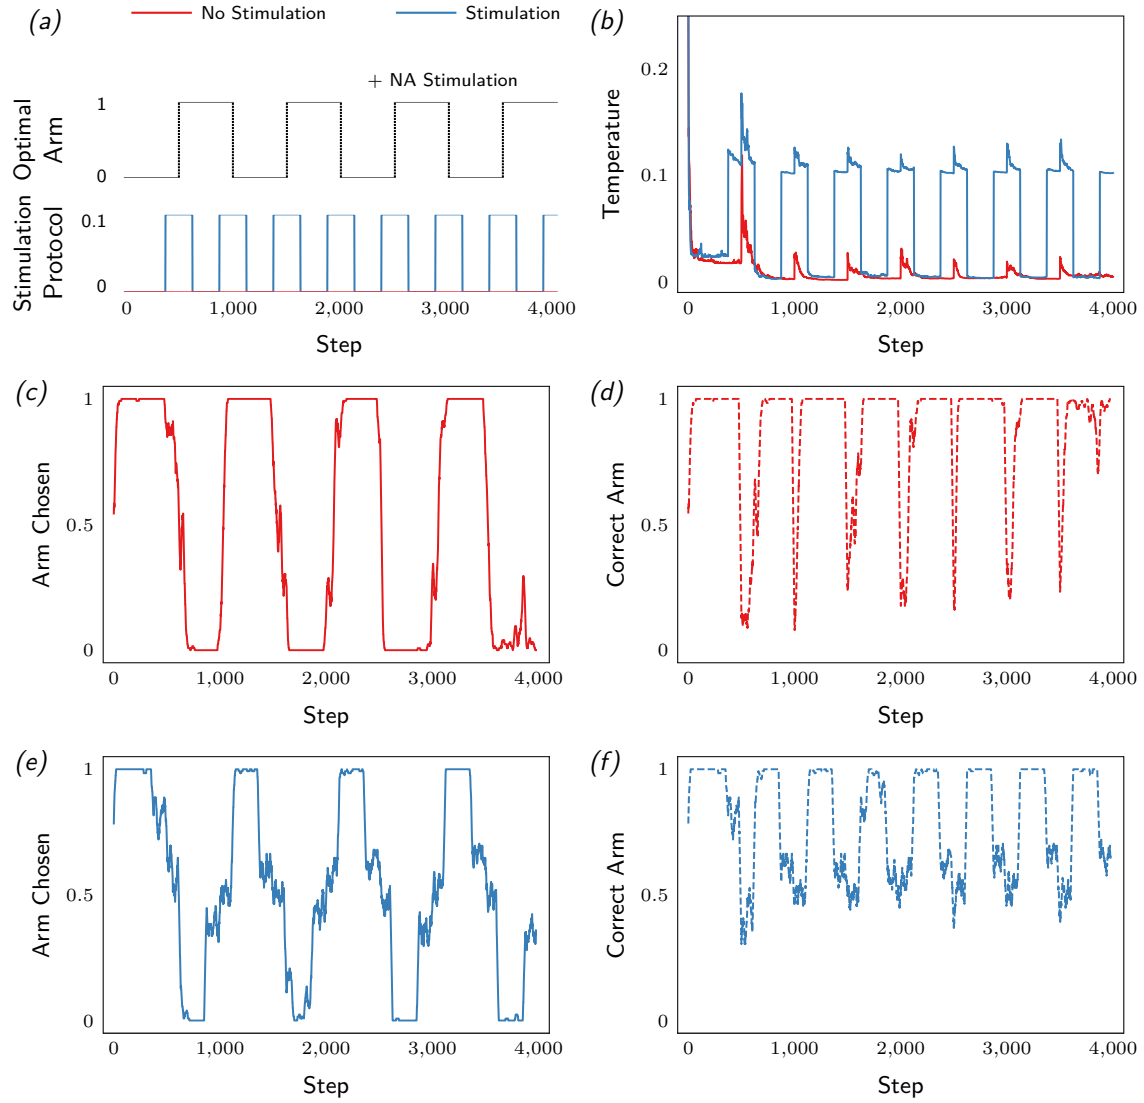 (a)
No Stimulation
Stimulation
+ NA Stimulation
Optimal
Arm
1
0
Stimulation
Protocol
0.1
0
0
1,000
2,000
3,000
4,000
Step
(b)
Temperature
0.2
0.1
0
0
1,000
2,000
3,000
4,000
Step
(c)
Arm Chosen
1
0.5
0
0
1,000
2,000
3,000
4,000
Step
(d)
Correct Arm
1
0.5
0
0
1,000
2,000
3,000
4,000
Step
(e)
Arm Chosen
1
0.5
0
0
1,000
2,000
3,000
4,000
Step
(f)
Correct Arm
1
0.5
0
0
1,000
2,000
3,000
4,000
Step